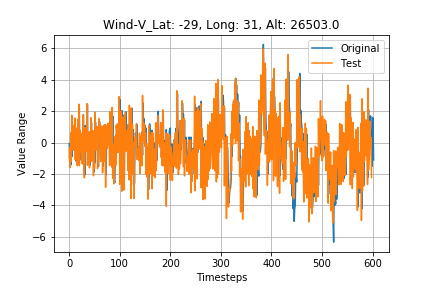 Wind-V_Lat: -29, Long: 31, Alt: 26503.0
Original
Test
Value Range
6
4
2
0
−2
−4
−6
0 100 200 300 400 500 600
Timesteps